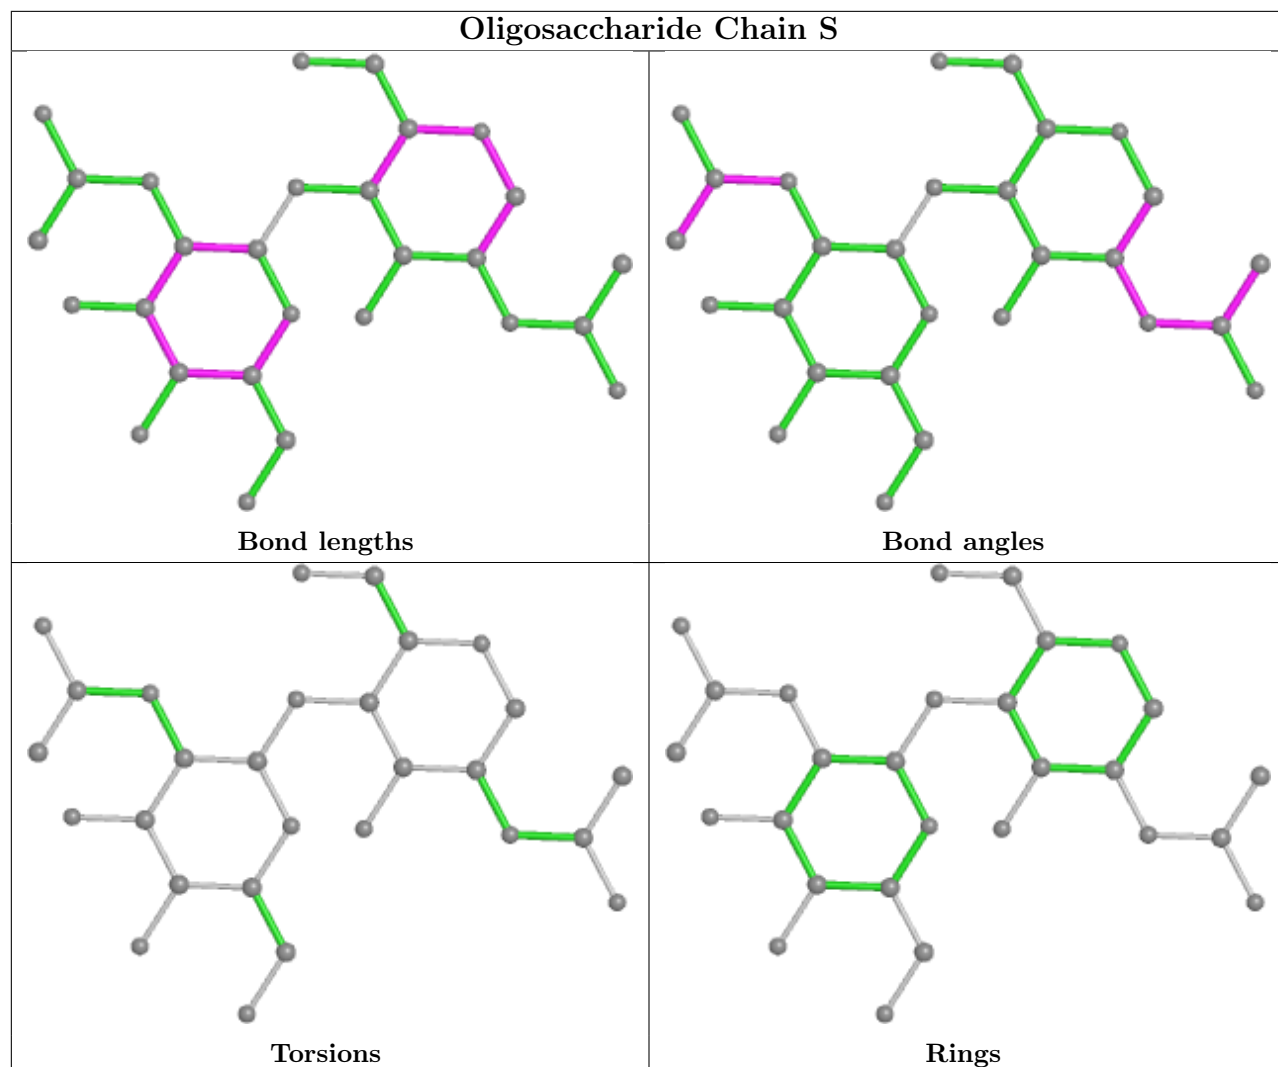 Oligosaccharide Chain S
Bond lengths
Bond angles
Torsions
Rings